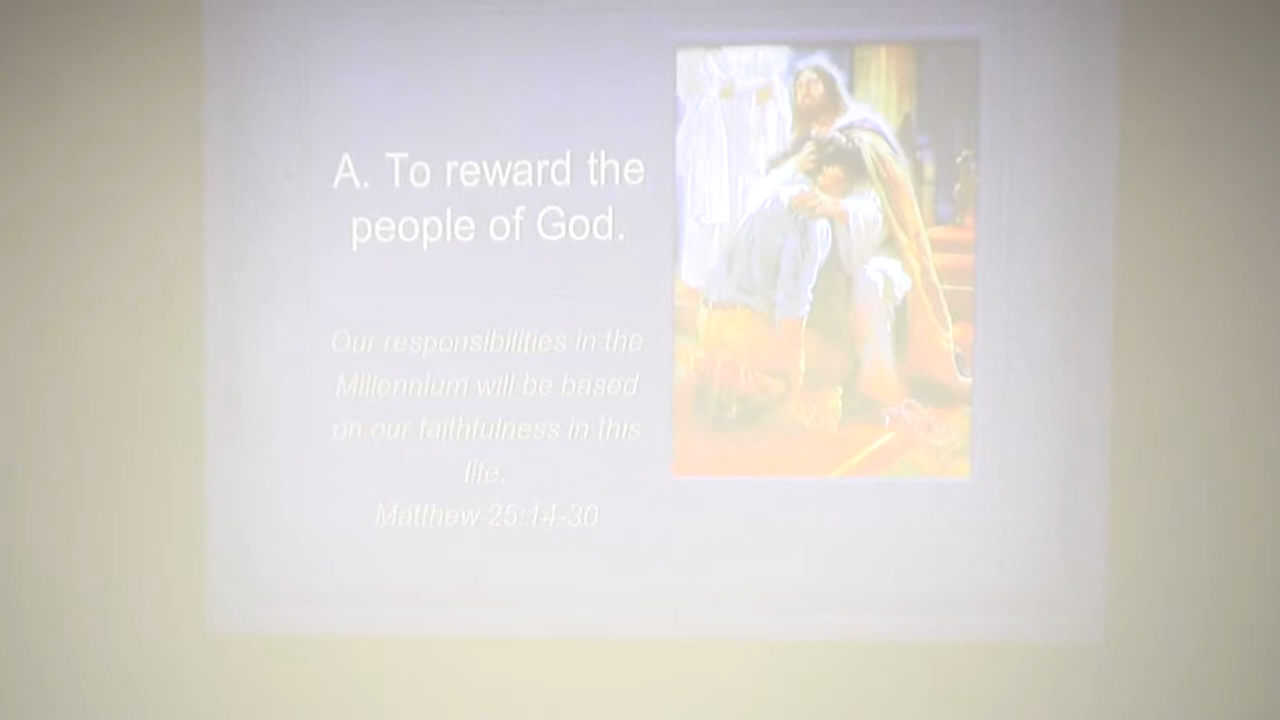 A. To reward the
people of God.
Our responsibilities in the
Millennium will be based
on our faithfulness in this
life.
Matthew 25:14-30